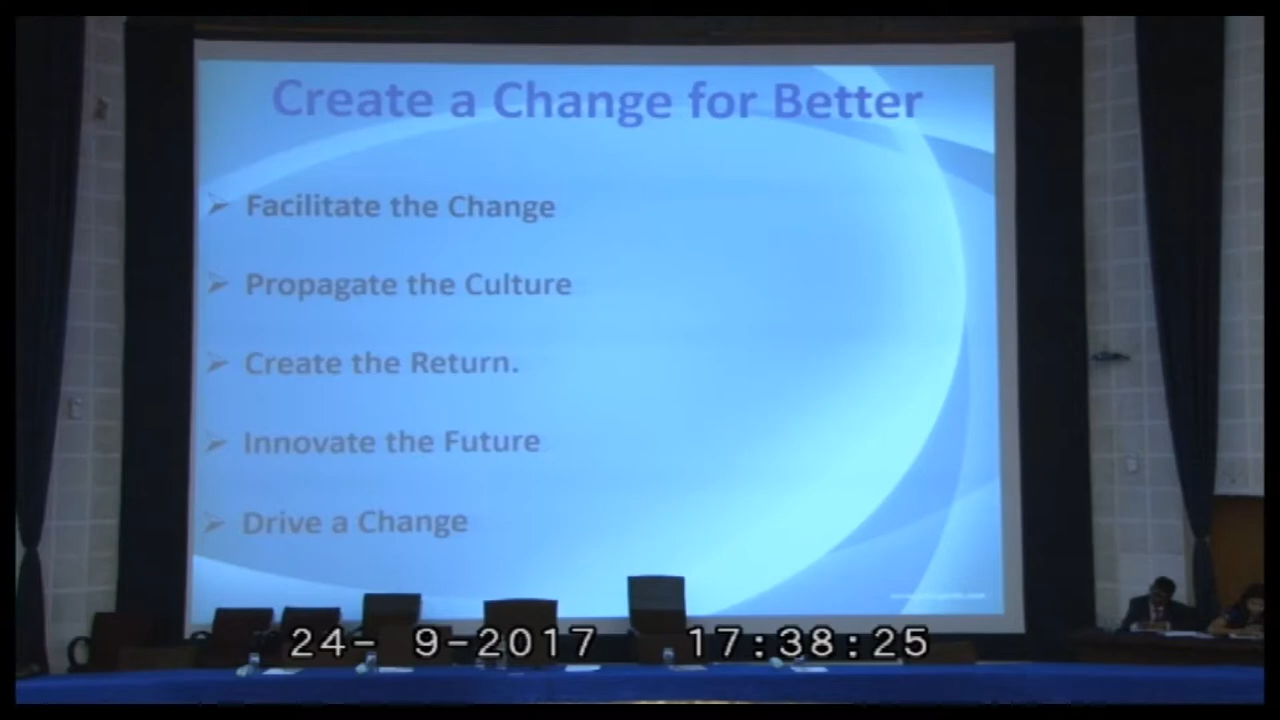 Create a Change for Better
➢ Facilitate the Change
➢ Propagate the Culture
➢ Create the Return.
➢ Innovate the Future
➢ Drive a Change
24- 9-2017 17:38:25